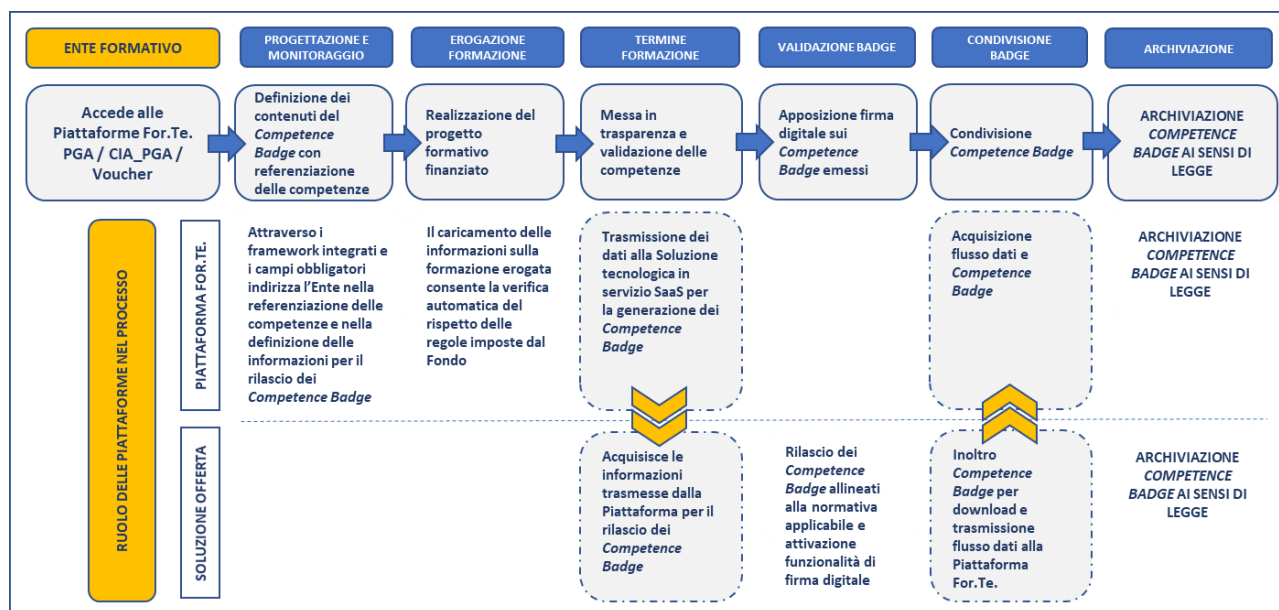 ENTE FORMATIVO
PROGETTAZIONE E
MONITORAGGIO
EROGAZIONE
FORMAZIONE
TERMINE
FORMAZIONE
VALIDAZIONE BADGE
CONDIVISIONE
BADGE
ARCHIVIAZIONE
Accede alle
Piattaforme For.Te.
PGA / CIA_PGA /
Voucher
Definizione dei
contenuti del
Competence
Badge con
referenziazione
delle competenze
Realizzazione del
progetto
formativo
finanziato
Messa in
trasparenza e
validazione delle
competenze
Apposizione firma
digitale sui
Competence
Badge emessi
Condivisione
Competence Badge
ARCHIVIAZIONE
COMPETENCE
BADGE AI SENSI DI
LEGGE
RUOLO DELLE PIATTAFORME NEL PROCESSO
PIATTAFORMA FOR.TE.
Attraverso i
framework integrati e
i campi obbligatori
indirizza l'Ente nella
referenziazione delle
competenze e nella
definizione delle
informazioni per il
rilascio dei
Competence Badge
Il caricamento delle
informazioni sulla
formazione erogata
consente la verifica
automatica del
rispetto delle
regole imposte dal
Fondo
Trasmissione dei
dati alla Soluzione
tecnologica in
servizio SaaS per
la generazione dei
Competence
Badge
Acquisizione
flusso dati e
Competence
Badge
ARCHIVIAZIONE
COMPETENCE
BADGE AI SENSI DI
LEGGE
SOLUZIONE OFFERTA
Acquisisce le
informazioni
trasmesse dalla
Piattaforma per il
rilascio dei
Competence
Badge
Rilascio dei
Competence
Badge allineati
alla normativa
applicabile e
attivazione
funzionalità di
firma digitale
Inoltro
Competence
Badge per
download e
trasmissione
flusso dati alla
Piattaforma
For.Te.
ARCHIVIAZIONE
COMPETENCE
BADGE AI SENSI DI
LEGGE